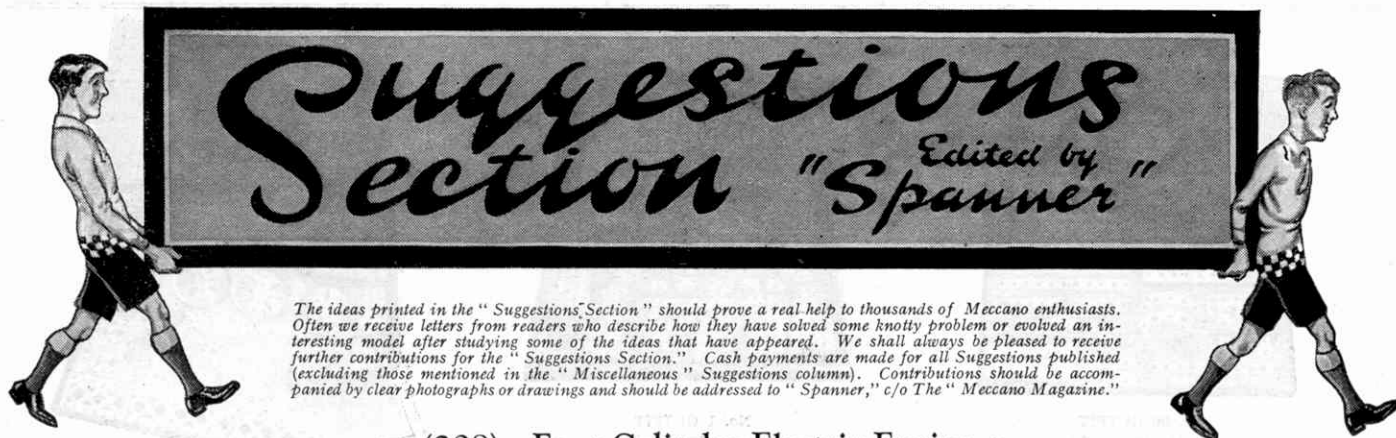 Suggestions
Section "Spanner"
Edited by
The ideas printed in the " Suggestions Section " should prove a real help to thousands of Meccano enthusiasts.
Often we receive letters from readers who describe how they have solved some knotty problem or evolved an in-
teresting model after studying some of the ideas that have appeared. We shall always be pleased to receive
further contributions for the " Suggestions Section." Cash payments are made for all Suggestions published
(excluding those mentioned in the " Miscellaneous " Suggestions column). Contributions should be accom-
panied by clear photographs or drawings and should be addressed to " Spanner," c/o The " Meccano Magazine."